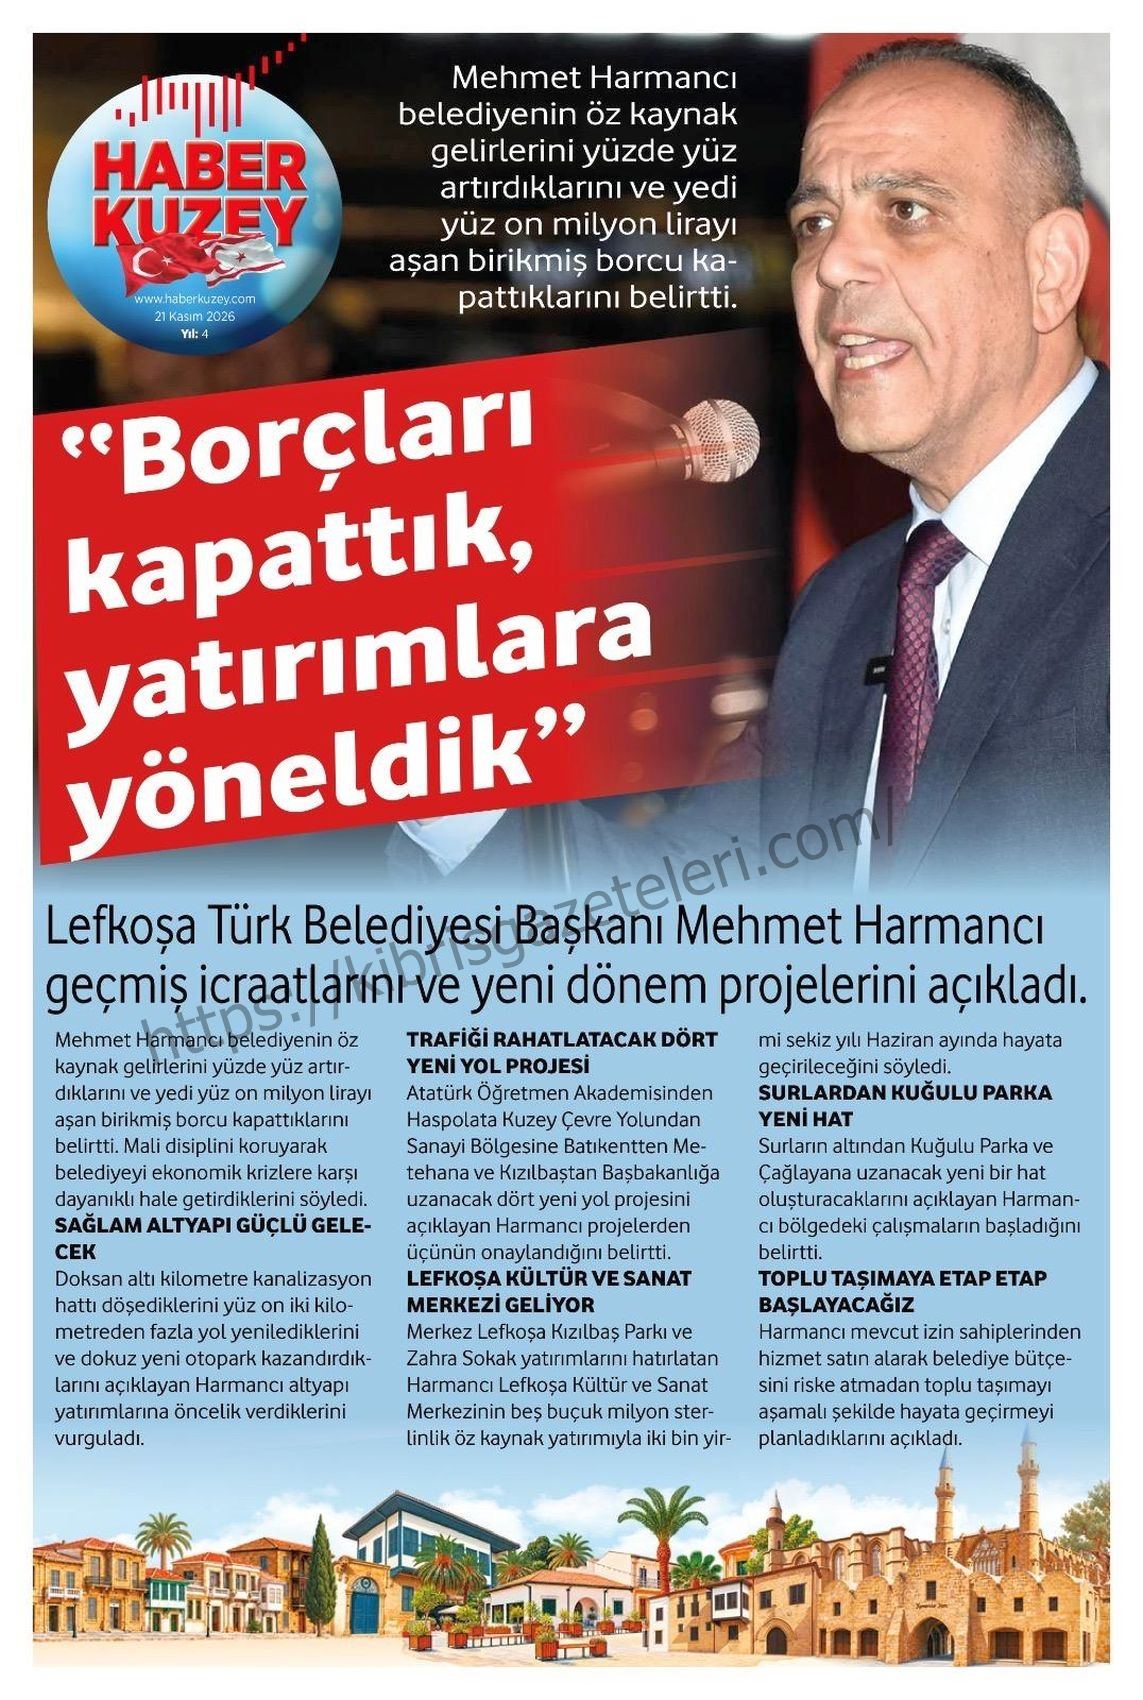 HABER
KUZEY
www.haberkuzey.com
21 Kasım 2026
Yıl: 4
Mehmet Harmancı
belediyenin öz kaynak
gelirlerini yüzde yüz
artırdıklarını ve yedi
yüz on milyon lirayı
aşan birikmiş borcu ka-
pattıklarını belirtti.
“Borçları
kapattık,
yatırımlara
yöneldik”
https://kibrisgazeteleri.com/
Lefkoşa Türk Belediyesi Başkanı Mehmet Harmancı
geçmiş icraatlarını ve yeni dönem projelerini açıkladı.
Mehmet Harmancı belediyenin öz
kaynak gelirlerini yüzde yüz artır-
dıklarını ve yedi yüz on milyon lirayı
aşan birikmiş borcu kapattıklarını
belirtti. Mali disiplini koruyarak
belediyeyi ekonomik krizlere karşı
dayanıklı hale getirdiklerini söyledi.
SAĞLAM ALTYAPI GÜÇLÜ GELE-
CEK
Doksan altı kilometre kanalizasyon
hattı döşediklerini yüz on iki kilo-
metreden fazla yol yenilediklerini
ve dokuz yeni otopark kazandırdık-
larını açıklayan Harmancı altyapı
yatırımlarına öncelik verdiklerini
vurguladı.
TRAFİĞİ RAHATLATACAK DÖRT
YENİ YOL PROJESİ
Atatürk Öğretmen Akademisinden
Haspolata Kuzey Çevre Yolundan
Sanayi Bölgesine Batıkentten Me-
tehana ve Kızılbaştan Başbakanlığa
uzanacak dört yeni yol projesini
açıklayan Harmancı projelerden
üçünün onaylandığını belirtti.
LEFKOŞA KÜLTÜR VE SANAT
MERKEZİ GELİYOR
Merkez Lefkoşa Kızılbaş Parkı ve
Zahra Sokak yatırımlarını hatırlatan
Harmancı Lefkoşa Kültür ve Sanat
Merkezinin beş buçuk milyon ster-
linlik öz kaynak yatırımıyla iki bin yir-
mi sekiz yılı Haziran ayında hayata
geçirileceğini söyledi.
SURLARDAN KUĞULU PARKA
YENİ HAT
Surların altından Kuğulu Parka ve
Çağlayana uzanacak yeni bir hat
oluşturacaklarını açıklayan Harman-
cı bölgedeki çalışmaların başladığını
belirtti.
TOPLU TAŞIMAYA ETAP ETAP
BAŞLAYACAĞIZ
Harmancı mevcut izin sahiplerinden
hizmet satın alarak belediye bütçe-
sini riske atmadan toplu taşımayı
aşamalı şekilde hayata geçirmeyi
planladıklarını açıkladı.